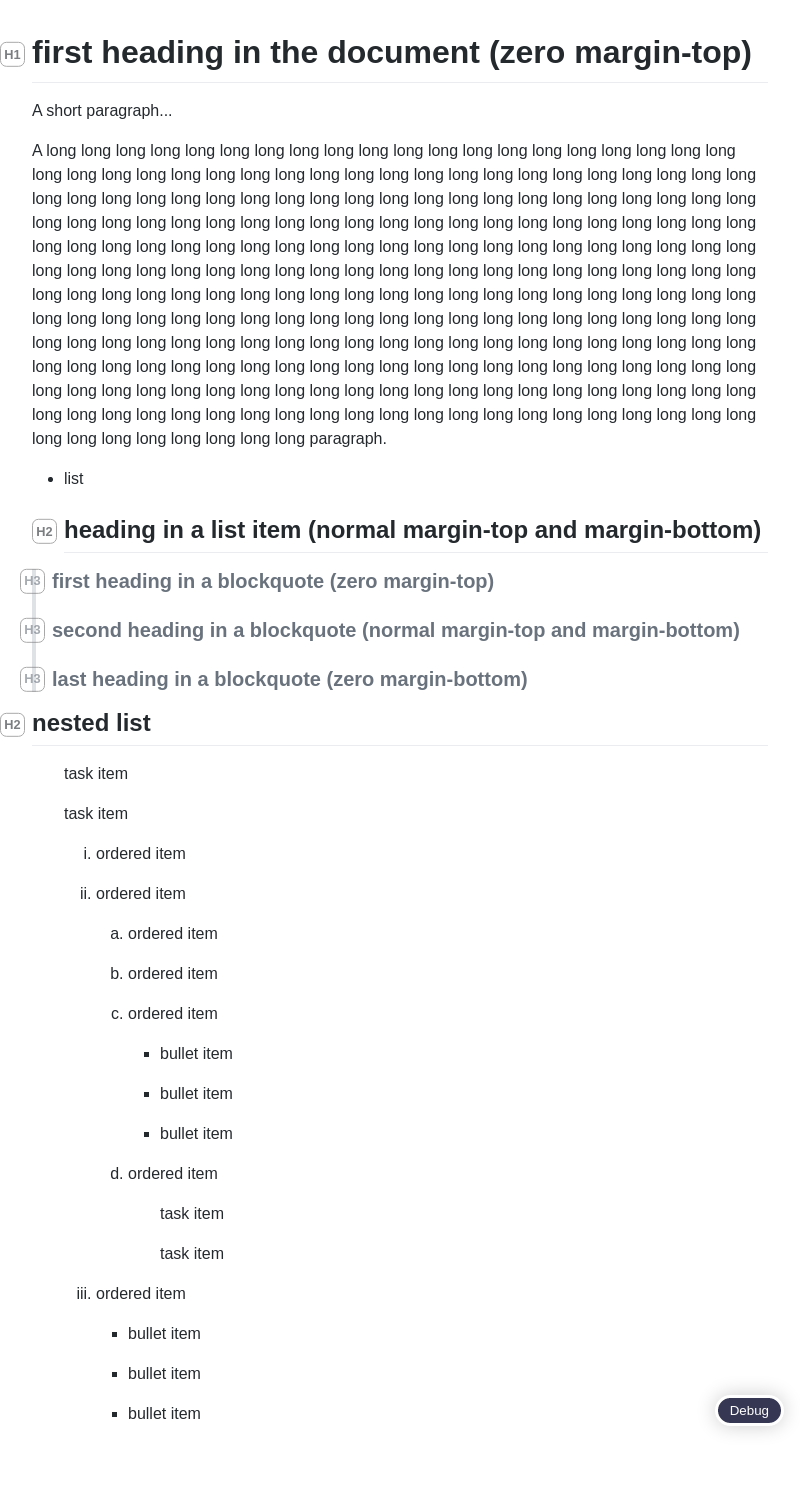 H1 first heading in the document (zero margin-top)
A short paragraph...
A long long long long long long long long long long long long long long long long long long long long
long long long long long long long long long long long long long long long long long long long long long
long long long long long long long long long long long long long long long long long long long long long
long long long long long long long long long long long long long long long long long long long long long
long long long long long long long long long long long long long long long long long long long long long
long long long long long long long long long long long long long long long long long long long long long
long long long long long long long long long long long long long long long long long long long long long
long long long long long long long long long long long long long long long long long long long long long
long long long long long long long long long long long long long long long long long long long long long
long long long long long long long long long long long long long long long long long long long long long
long long long long long long long long long long long long long long long long long long long long long
long long long long long long long long long long long long long long long long long long long long long
long long long long long long long long paragraph.
• list
H2 heading in a list item (normal margin-top and margin-bottom)
H3 first heading in a blockquote (zero margin-top)
H3 second heading in a blockquote (normal margin-top and margin-bottom)
H3 last heading in a blockquote (zero margin-bottom)
H2 nested list
task item
task item
i. ordered item
ii. ordered item
a. ordered item
b. ordered item
c. ordered item
▪ bullet item
▪ bullet item
▪ bullet item
d. ordered item
task item
task item
iii. ordered item
▪ bullet item
▪ bullet item
▪ bullet item
Debug